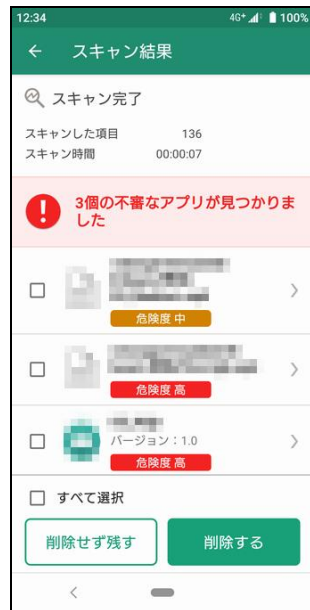 12:34
4G+ 100%
スキャン結果
スキャン完了
スキャンした項目 136
スキャン時間 00:00:07
3個の不審なアプリが見つかりま
した
危険度 中
危険度 高
バージョン：1.0
危険度 高
すべて選択
削除せず残す 削除する